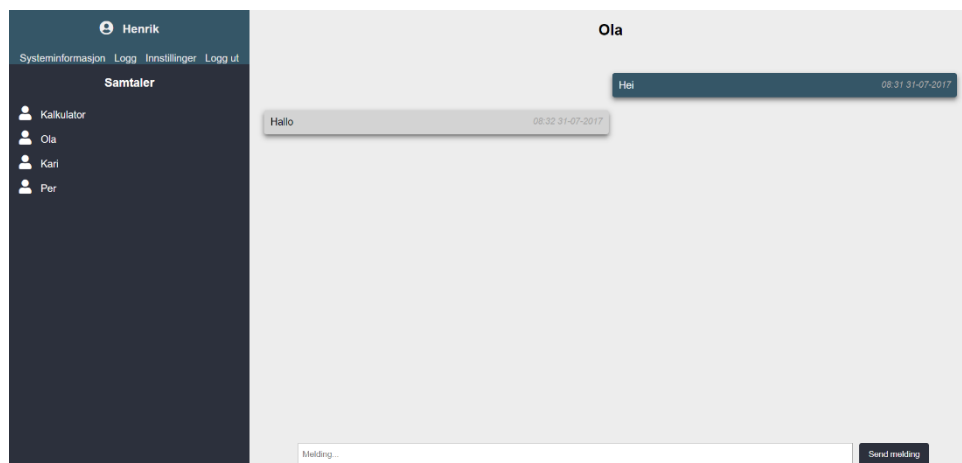 Henrik
Systeminformasjon Logg Innstillinger Logg ut
Samtaler
Kalkulator
Ola
Kari
Per
Ola
Hei 08:31 31-07-2017
Hallo 08:32 31-07-2017
Melding... Send melding